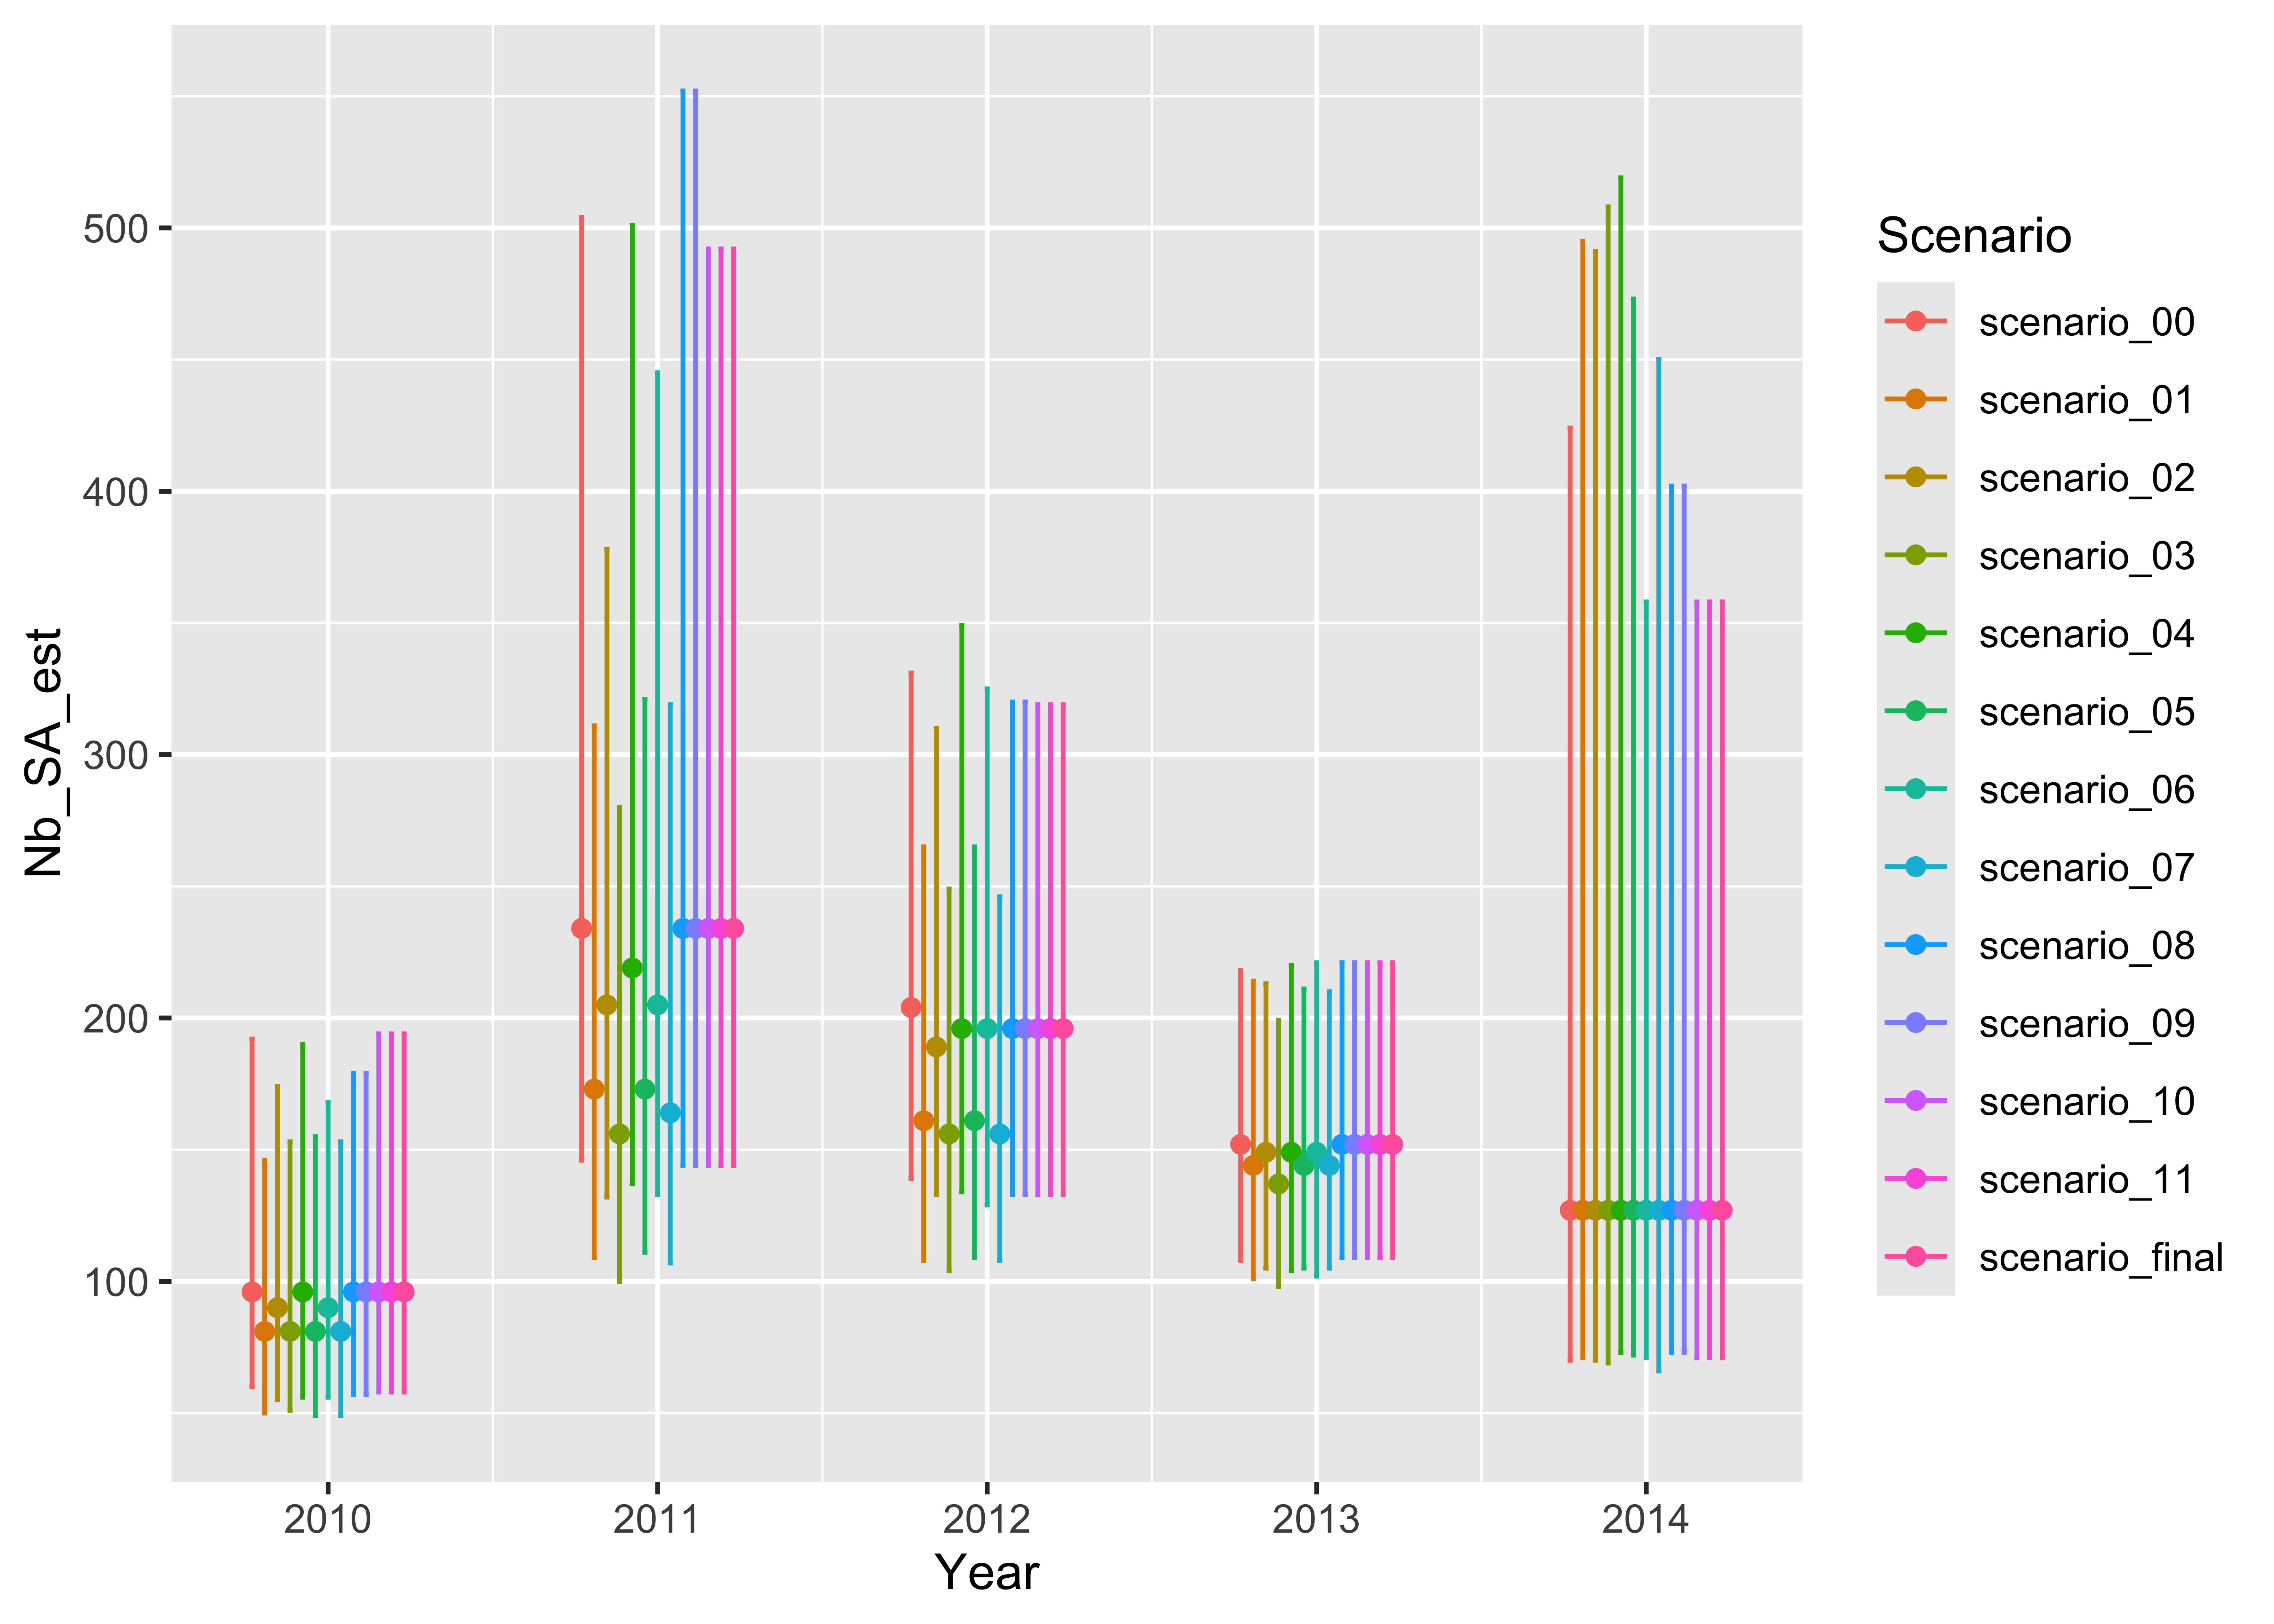 Nb_SA_est
500
400
300
200
100
2010 2011 2012 2013 2014
Year
Scenario
scenario_00
scenario_01
scenario_02
scenario_03
scenario_04
scenario_05
scenario_06
scenario_07
scenario_08
scenario_09
scenario_10
scenario_11
scenario_final